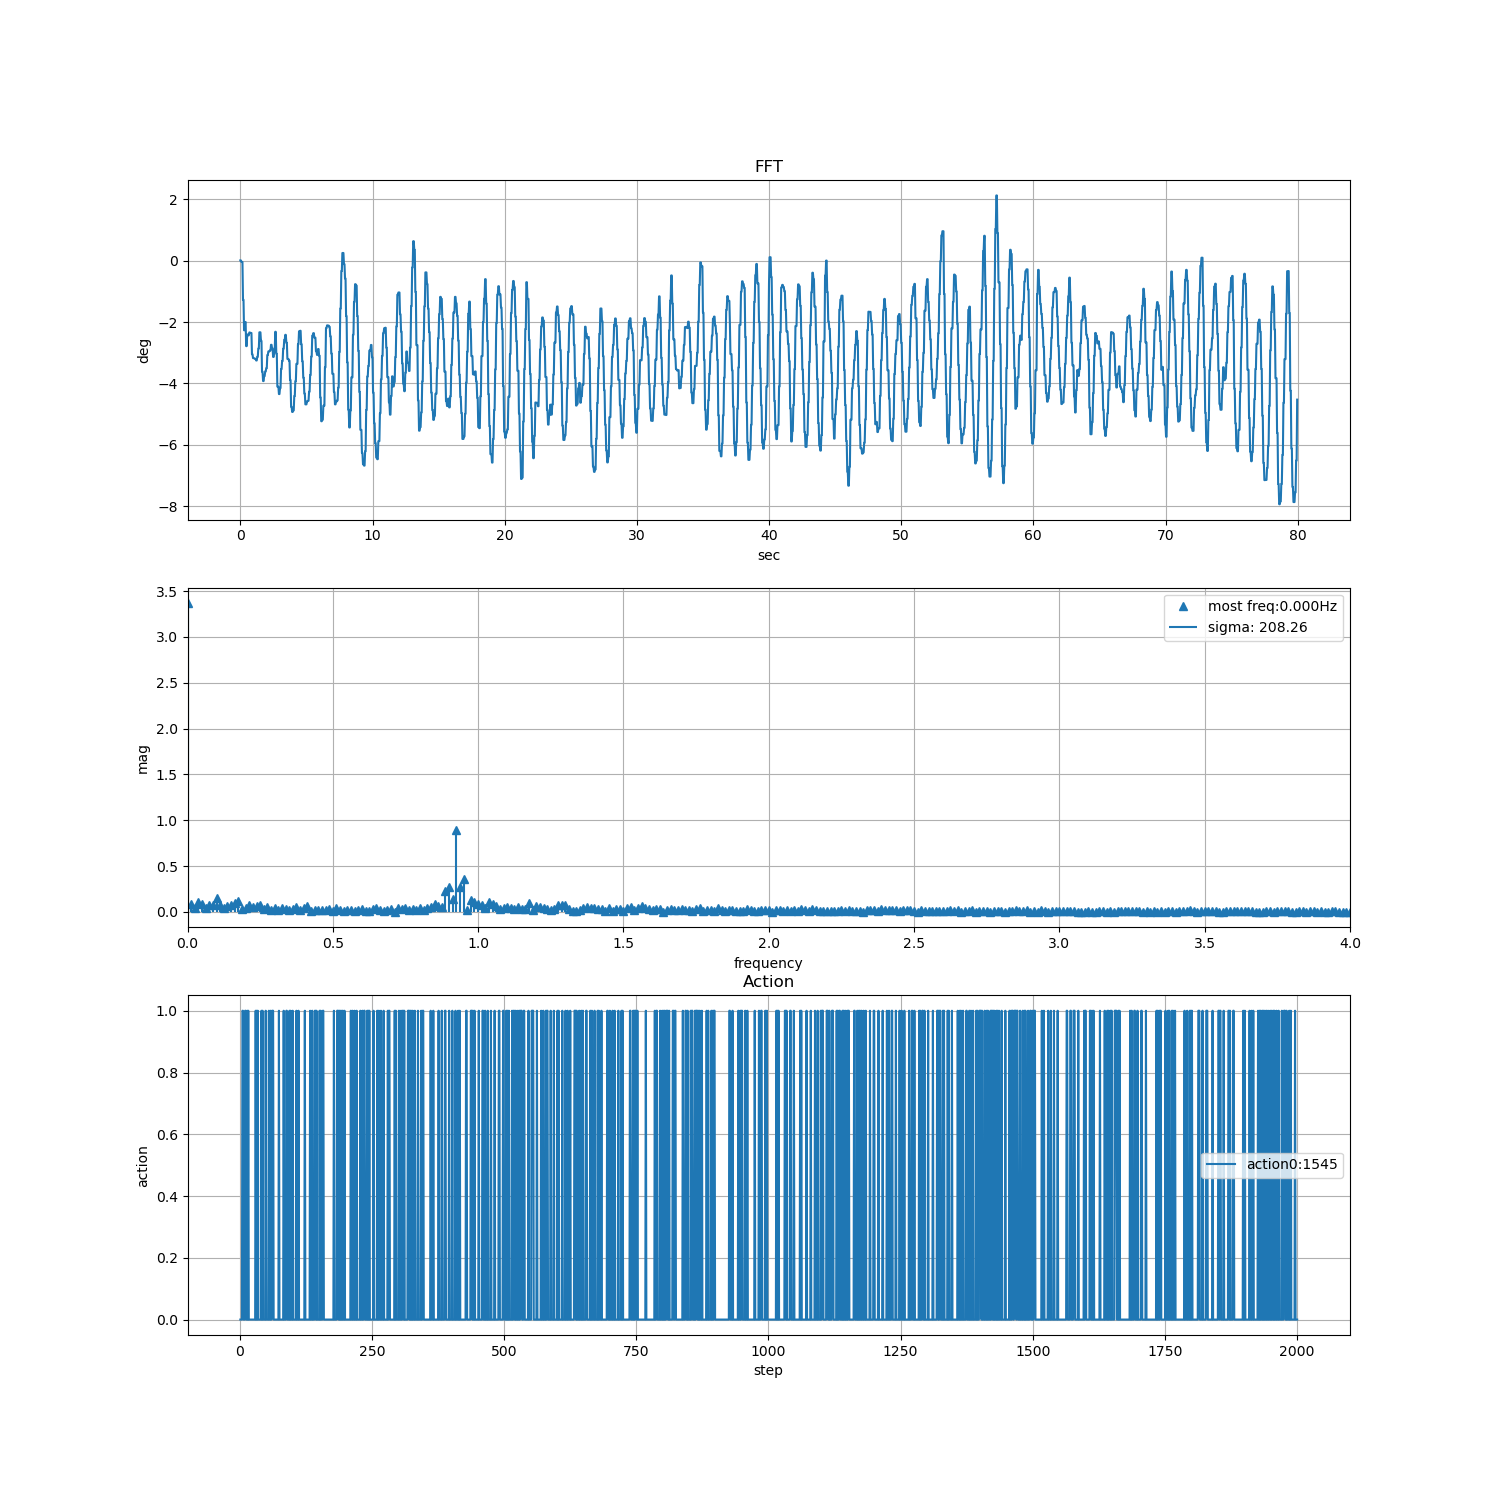 FFT
2
0
−2
−4
−6
−8
deg
0 10 20 30 40 50 60 70 80
sec
3.5
3.0
2.5
2.0
1.5
1.0
0.5
0.0
mag
most freq:0.000Hz
sigma: 208.26
0.0 0.5 1.0 1.5 2.0 2.5 3.0 3.5 4.0
frequency
Action
1.0
0.8
0.6
0.4
0.2
0.0
action
action0:1545
0 250 500 750 1000 1250 1500 1750 2000
step